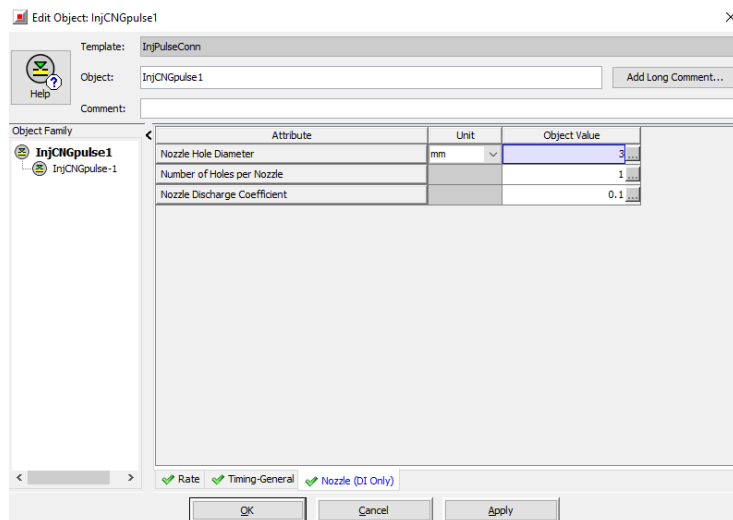 Edit Object: InjCNGpulse1
Template: InjPulseConn
Object: InjCNGpulse1 Add Long Comment...
Help
Comment:
Object Family
InjCNGpulse1
InjCNGpulse-1
Attribute Unit Object Value
Nozzle Hole Diameter mm 3 ...
Number of Holes per Nozzle 1 ...
Nozzle Discharge Coefficient 0.1 ...
Rate Timing-General Nozzle (DI Only)
OK Cancel Apply